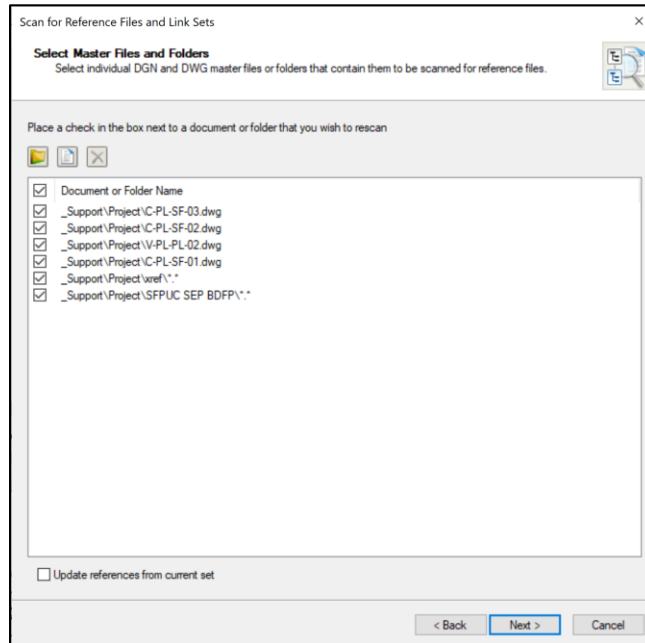 Scan for Reference Files and Link Sets
Select Master Files and Folders
Select individual DGN and DWG master files or folders that contain them to be scanned for reference files.
Place a check in the box next to a document or folder that you wish to rescan
Document or Folder Name
_Support\Project\C-PL-SF-03.dwg
_Support\Project\C-PL-SF-02.dwg
_Support\Project\V-PL-PL-02.dwg
_Support\Project\C-PL-SF-01.dwg
_Support\Project\xref\*.*
_Support\Project\SFPUC SEP BDFP\*.*
Update references from current set
< Back
Next >
Cancel